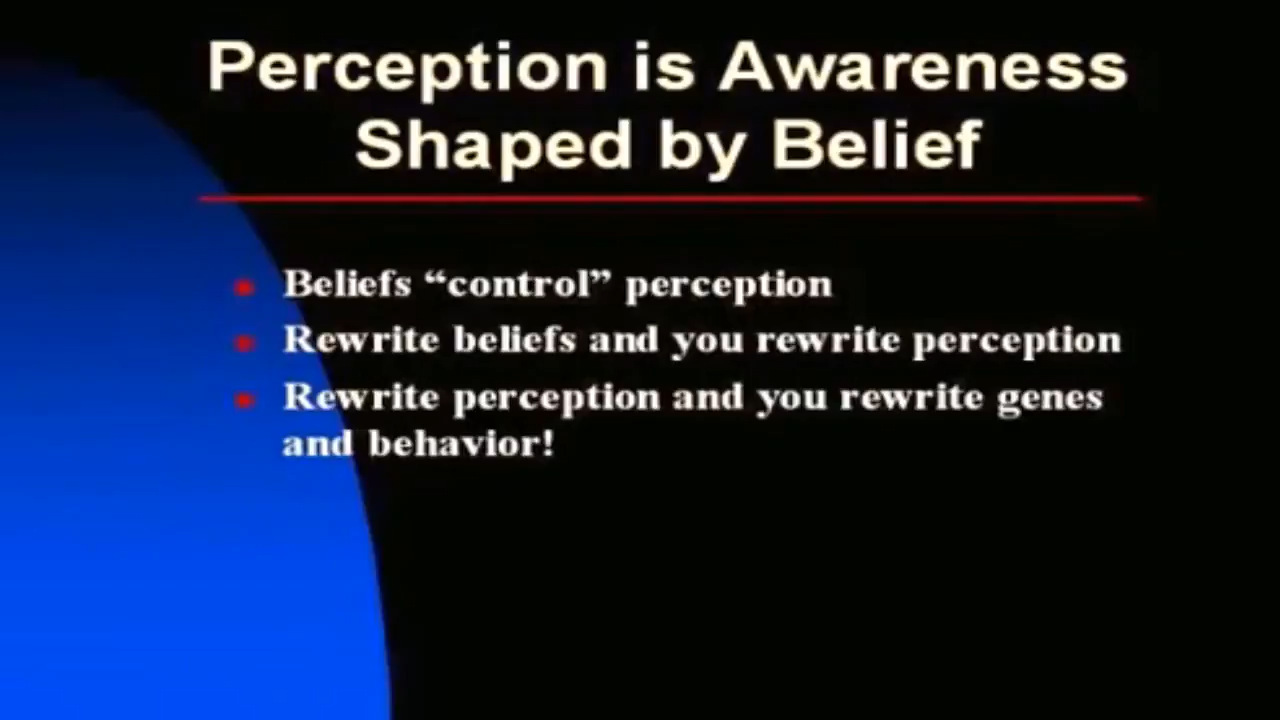 Perception is Awareness
Shaped by Belief
Beliefs “control” perception
Rewrite beliefs and you rewrite perception
Rewrite perception and you rewrite genes
and behavior!